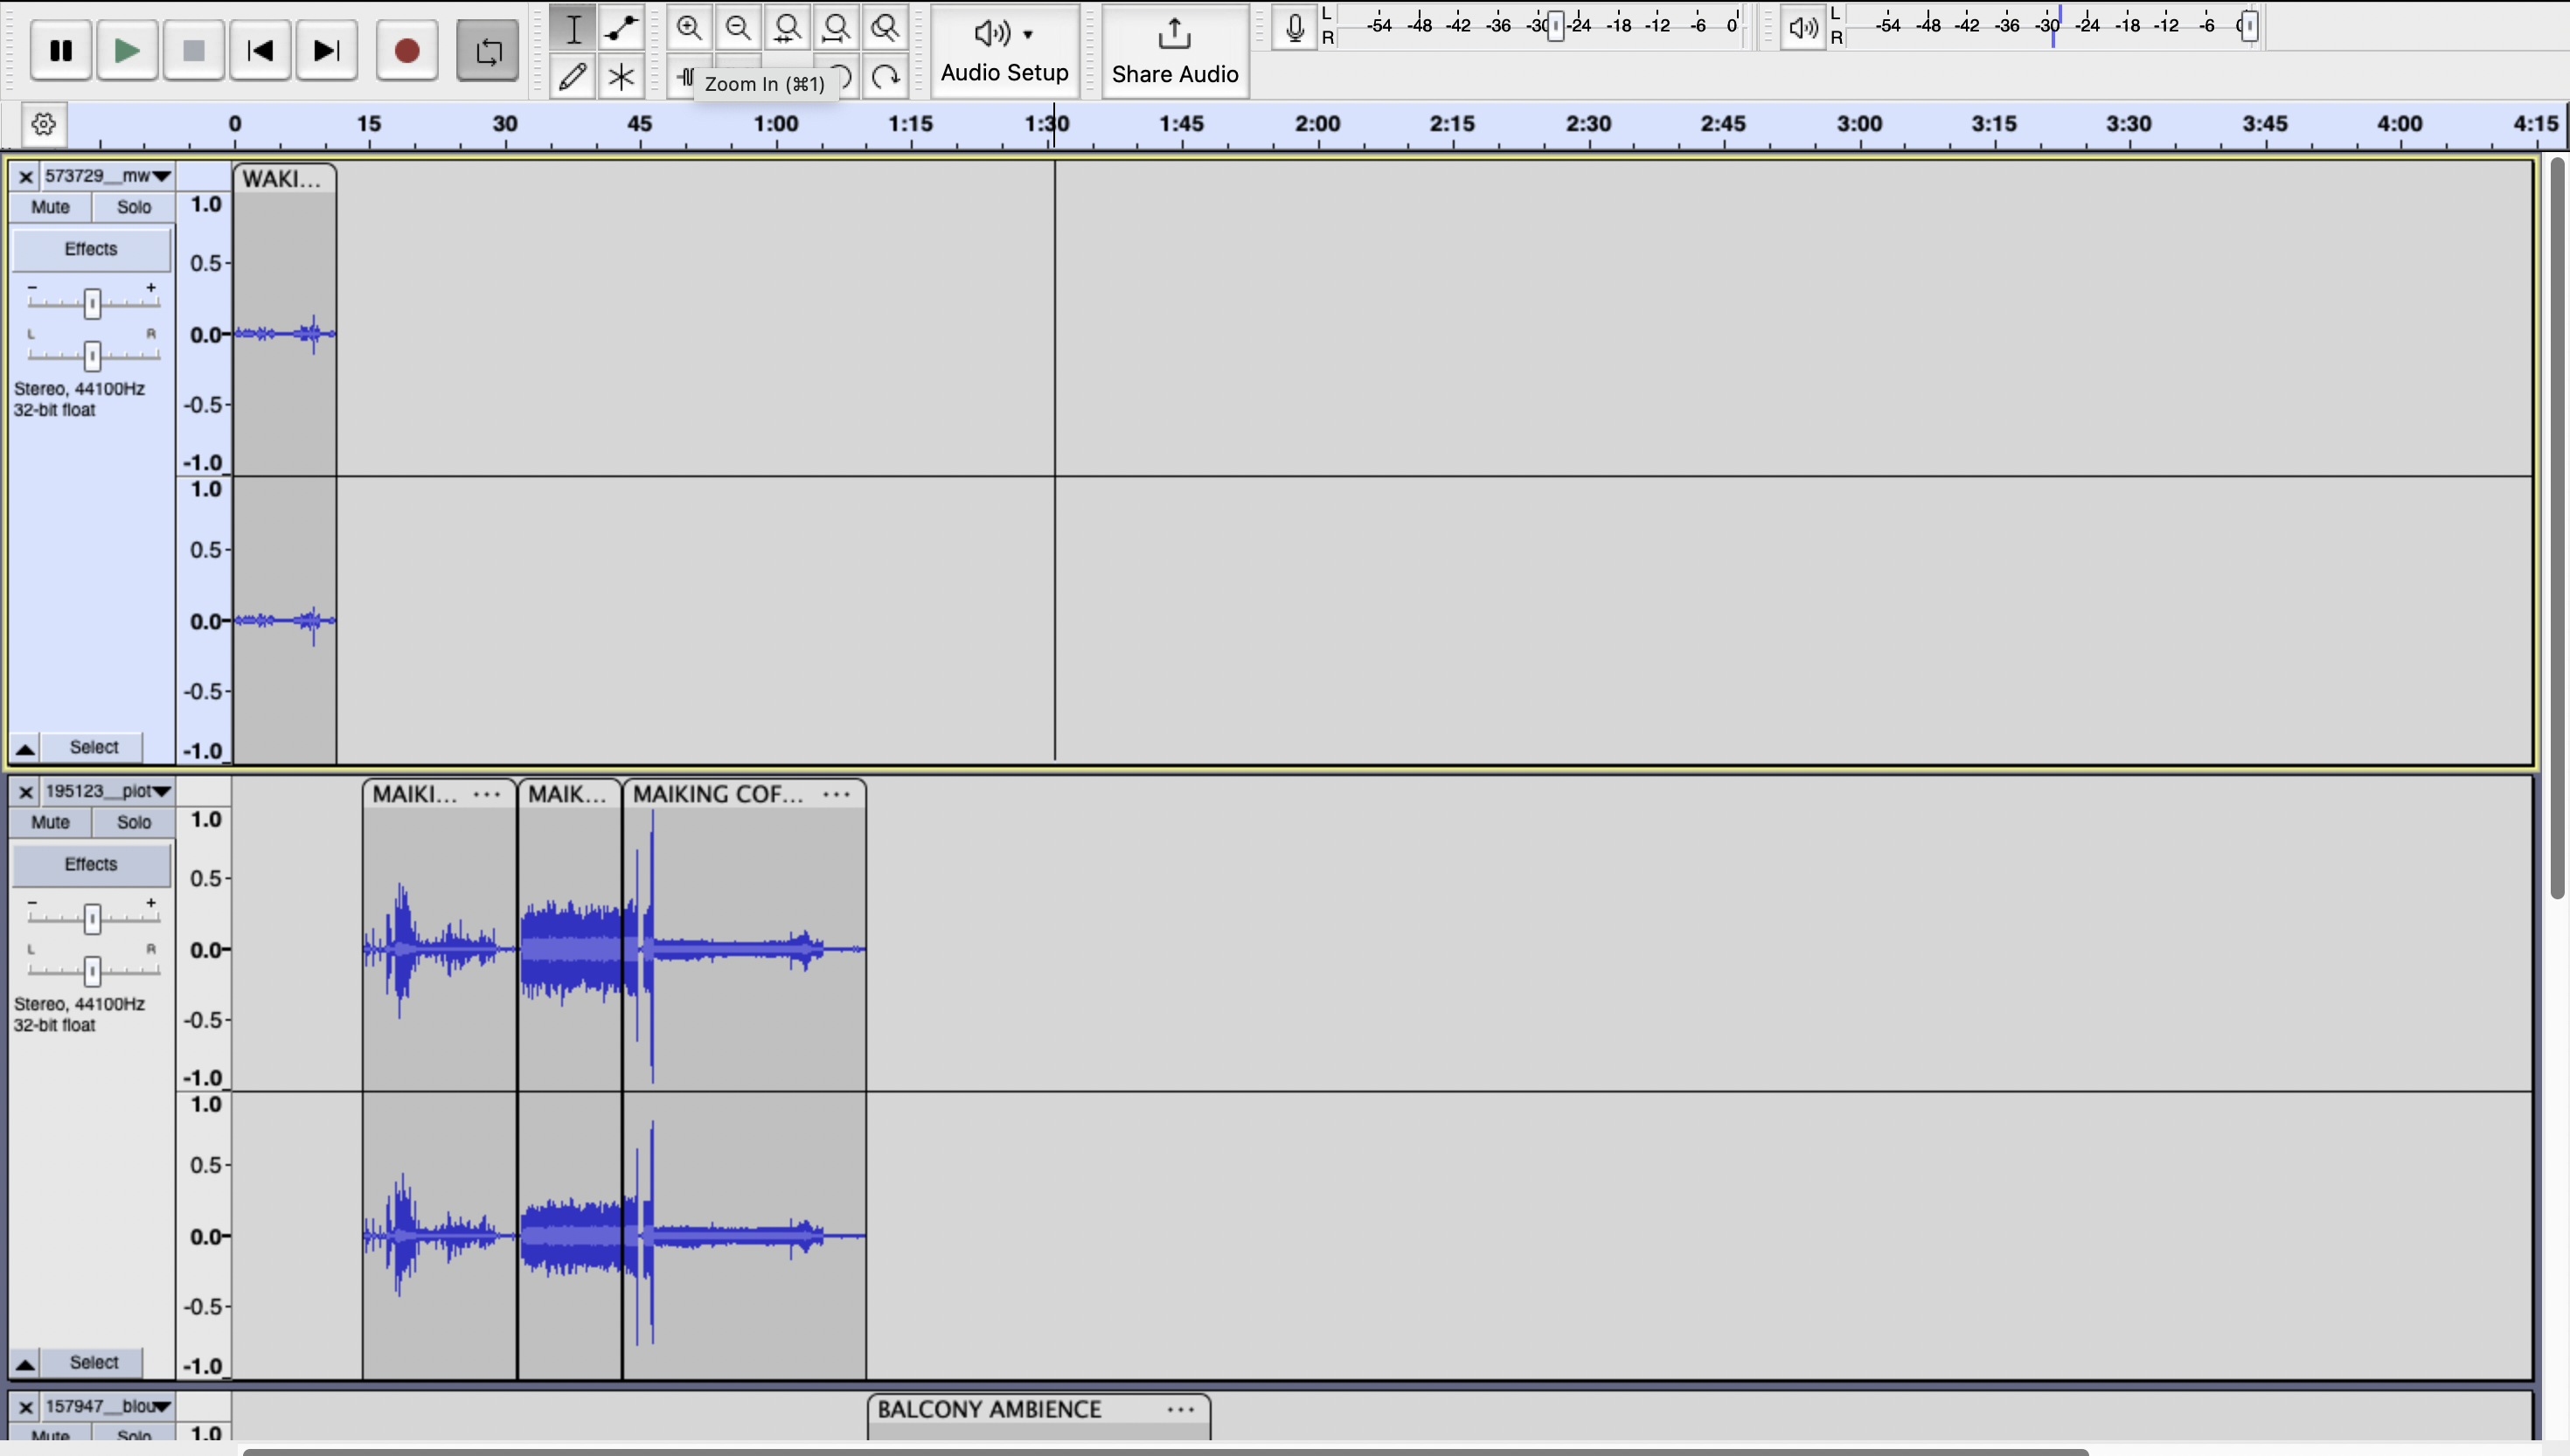 L
R
-54 -48 -42 -36 -30 -24 -18 -12 -6 0
L
R
-54 -48 -42 -36 -30 -24 -18 -12 -6
Audio Setup
Share Audio
Zoom In (⌘1)
0 15 30 45 1:00 1:15 1:30 1:45 2:00 2:15 2:30 2:45 3:00 3:15 3:30 3:45 4:00 4:15
573729__mw
WAKI...
Mute Solo
Effects
- +
L R
Stereo, 44100Hz
32-bit float
Select
1.0
0.5
0.0
-0.5
-1.0
1.0
0.5
0.0
-0.5
-1.0
195123__piot
MAIKI... ...
MAIK...
MAIKING COF... ...
Mute Solo
Effects
- +
L R
Stereo, 44100Hz
32-bit float
Select
1.0
0.5
0.0
-0.5
-1.0
1.0
0.5
0.0
-0.5
-1.0
157947__blou
BALCONY AMBIENCE ...
Mute Solo
1.0